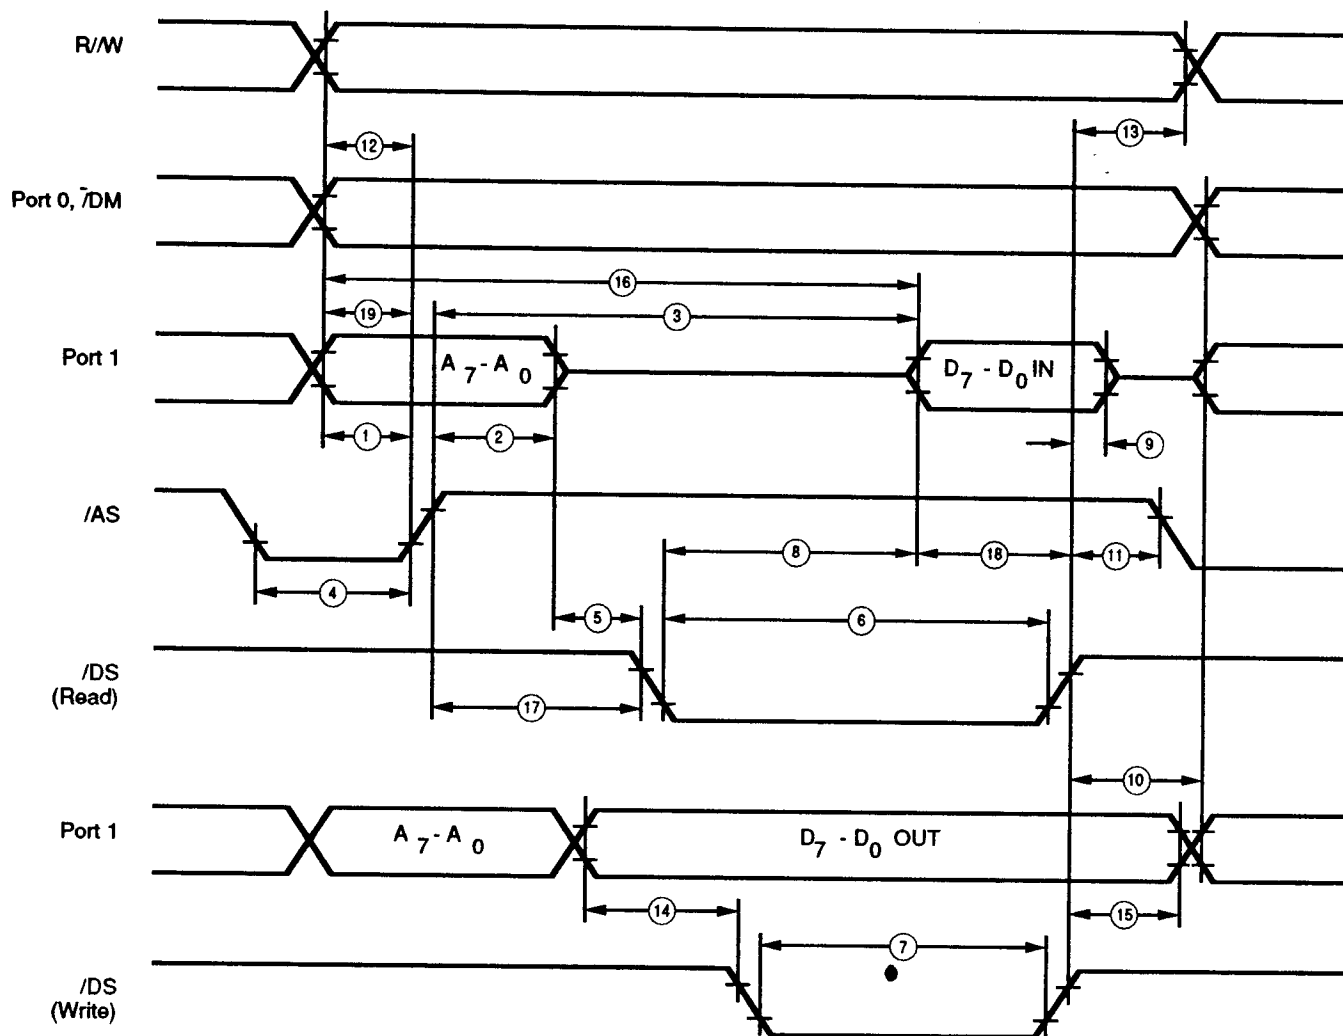 R//W
12
13
Port 0, /DM
16
19
3
Port 1
A7 - A0
D7 - D0 IN
1
2
9
/AS
8
18
11
4
5
6
/DS
(Read)
17
10
Port 1
A7 - A0
D7 - D0 OUT
14
15
7
/DS
(Write)